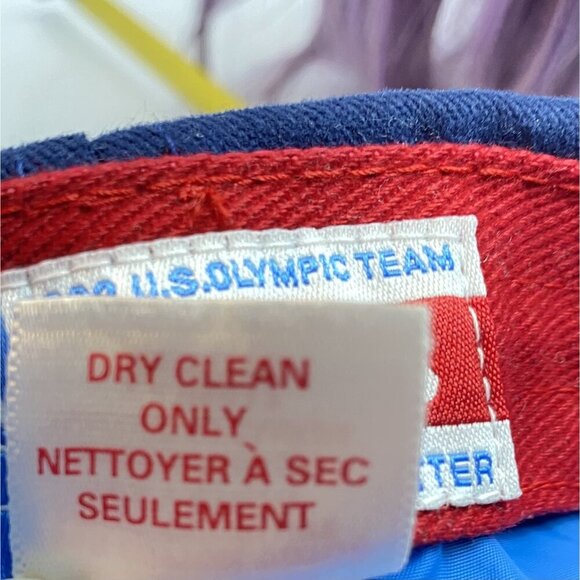 U.S.OLYMPIC TEAM
DRY CLEAN
ONLY
NETTOYER À SEC
SEULEMENT